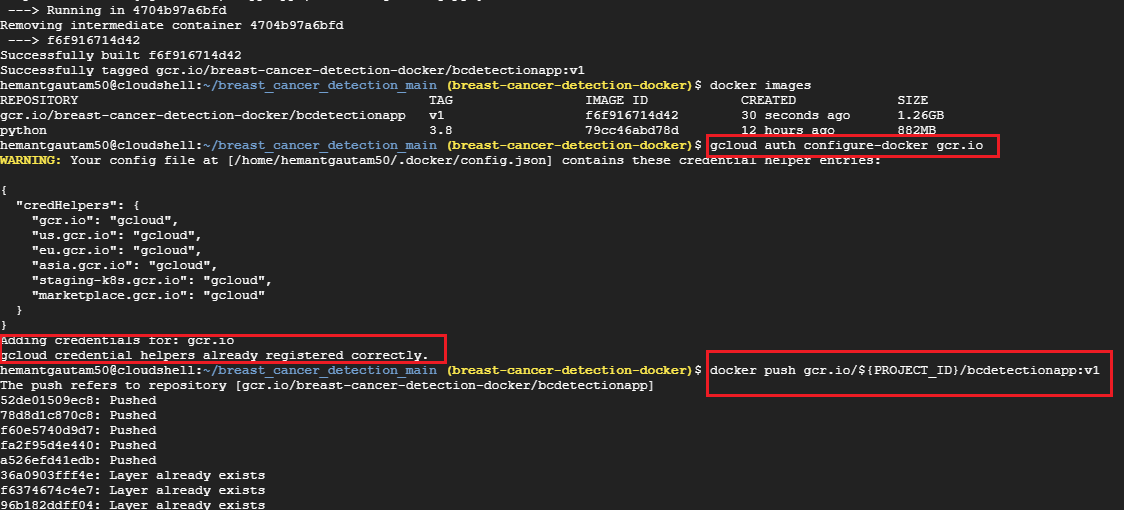 ---> Running in 4704b97a6bfd
Removing intermediate container 4704b97a6bfd
---> f6f916714d42
Successfully built f6f916714d42
Successfully tagged gcr.io/breast-cancer-detection-docker/bcdetectionapp:v1
hemantgautam50@cloudshell:~/breast_cancer_detection_main (breast-cancer-detection-docker)$ docker images
REPOSITORY TAG IMAGE ID CREATED SIZE
gcr.io/breast-cancer-detection-docker/bcdetectionapp v1 f6f916714d42 30 seconds ago 1.26GB
python 3.8 79cc46abd78d 12 hours ago 882MB
hemantgautam50@cloudshell:~/breast_cancer_detection_main (breast-cancer-detection-docker)$ gcloud auth configure-docker gcr.io
WARNING: Your config file at [/home/hemantgautam50/.docker/config.json] contains these credential helper entries:
{
"credHelpers": {
"gcr.io": "gcloud",
"us.gcr.io": "gcloud",
"eu.gcr.io": "gcloud",
"asia.gcr.io": "gcloud",
"staging-k8s.gcr.io": "gcloud",
"marketplace.gcr.io": "gcloud"
}
}
Adding credentials for: gcr.io
gcloud credential helpers already registered correctly.
hemantgautam50@cloudshell:~/breast_cancer_detection_main (breast-cancer-detection-docker)$ docker push gcr.io/${PROJECT_ID}/bcdetectionapp:v1
The push refers to repository [gcr.io/breast-cancer-detection-docker/bcdetectionapp]
52de01509ec8: Pushed
78d8d1c870c8: Pushed
f60e5740d9d7: Pushed
fa2f95d4e440: Pushed
a526efd41edb: Pushed
36a0903fff4e: Layer already exists
f6374674c4e7: Layer already exists
96b182ddff04: Layer already exists